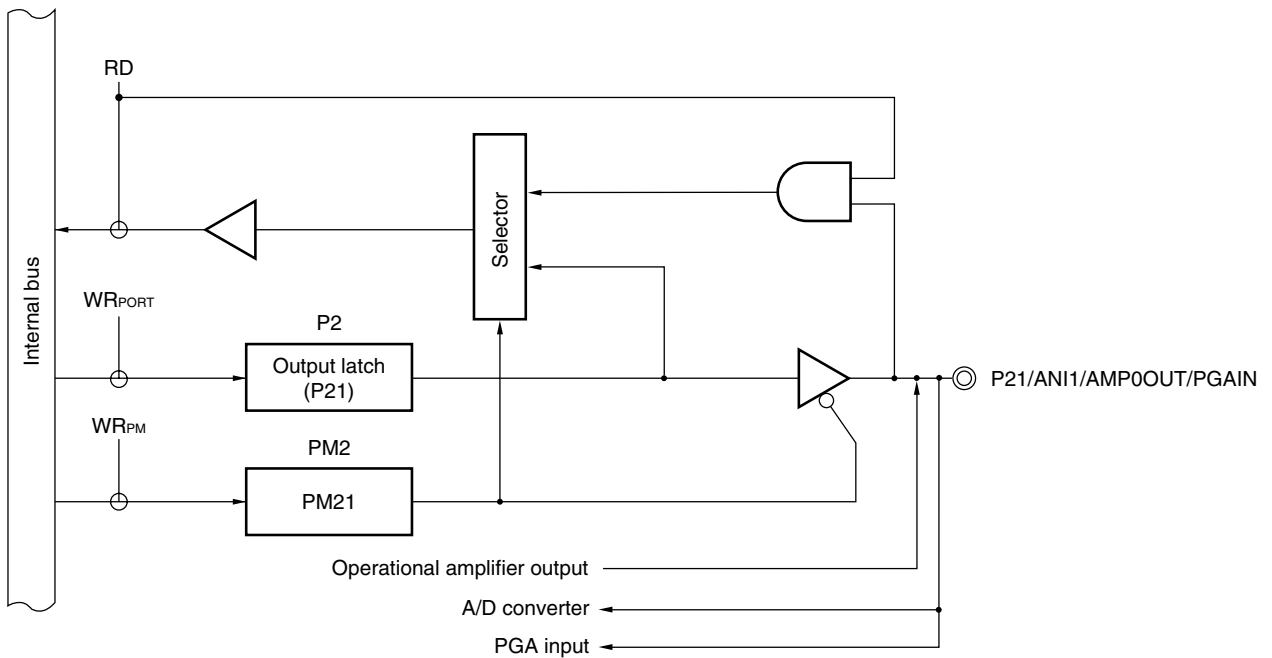 RD
Selector
Internal bus
WRPORT
P2
Output latch
(P21)
P21/ANI1/AMP0OUT/PGAIN
WRPM
PM2
PM21
Operational amplifier output
A/D converter
PGA input